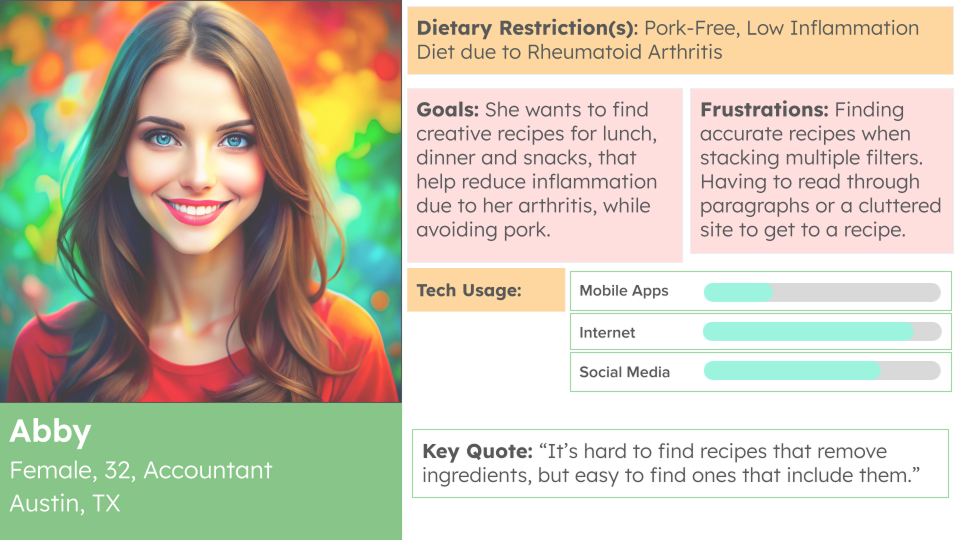 Dietary Restriction(s): Pork-Free, Low Inflammation
Diet due to Rheumatoid Arthritis
Goals: She wants to find
creative recipes for lunch,
dinner and snacks, that
help reduce inflammation
due to her arthritis, while
avoiding pork.
Frustrations: Finding
accurate recipes when
stacking multiple filters.
Having to read through
paragraphs or a cluttered
site to get to a recipe.
Tech Usage:
Mobile Apps
Internet
Social Media
Abby
Female, 32, Accountant
Austin, TX
Key Quote: “It’s hard to find recipes that remove
ingredients, but easy to find ones that include them.”